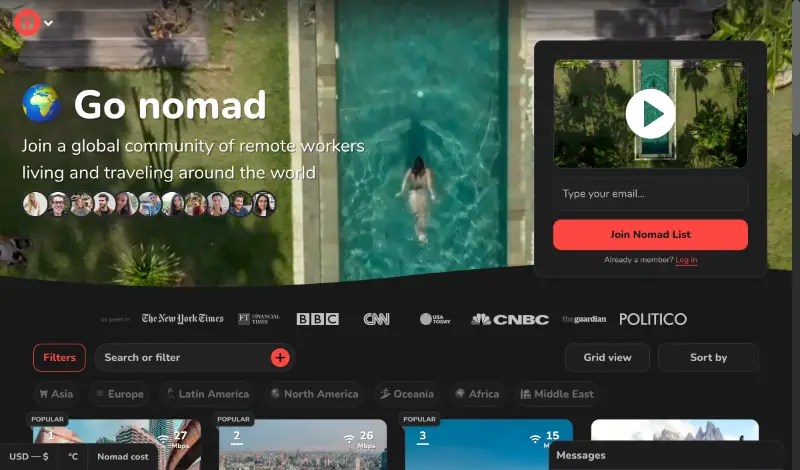 Go nomad
Join a global community of remote workers
living and traveling around the world
Type your email...
Join Nomad List
Already a member? Log in
as seen in
The New York Times
FT FINANCIAL TIMES
BBC
CNN
USA TODAY
CNBC
the guardian
POLITICO
Filters
Search or filter
+
Grid view
Sort by
Asia
Europe
Latin America
North America
Oceania
Africa
Middle East
POPULAR
1
27
Mbps
POPULAR
2
26
Mbps
POPULAR
3
15
USD — $
°C
Nomad cost
Messages